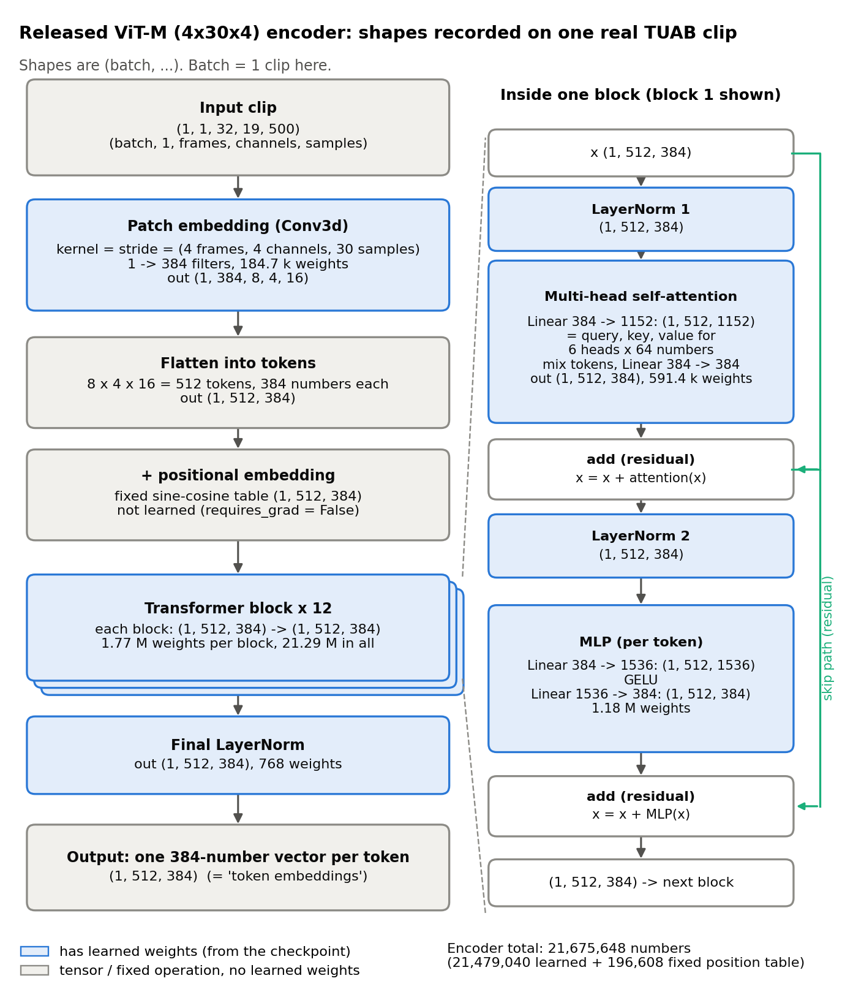 Released ViT-M (4x30x4) encoder: shapes recorded on one real TUAB clip
Shapes are (batch, ...). Batch = 1 clip here.
Input clip
(1, 1, 32, 19, 500)
(batch, 1, frames, channels, samples)
Patch embedding (Conv3d)
kernel = stride = (4 frames, 4 channels, 30 samples)
1 -> 384 filters, 184.7 k weights
out (1, 384, 8, 4, 16)
Flatten into tokens
8 x 4 x 16 = 512 tokens, 384 numbers each
out (1, 512, 384)
+ positional embedding
fixed sine-cosine table (1, 512, 384)
not learned (requires_grad = False)
Transformer block x 12
each block: (1, 512, 384) -> (1, 512, 384)
1.77 M weights per block, 21.29 M in all
Final LayerNorm
out (1, 512, 384), 768 weights
Output: one 384-number vector per token
(1, 512, 384)  (= 'token embeddings')
Inside one block (block 1 shown)
x (1, 512, 384)
LayerNorm 1
(1, 512, 384)
Multi-head self-attention
Linear 384 -> 1152: (1, 512, 1152)
= query, key, value for
6 heads x 64 numbers
mix tokens, Linear 384 -> 384
out (1, 512, 384), 591.4 k weights
add (residual)
x = x + attention(x)
LayerNorm 2
(1, 512, 384)
MLP (per token)
Linear 384 -> 1536: (1, 512, 1536)
GELU
Linear 1536 -> 384: (1, 512, 384)
1.18 M weights
add (residual)
x = x + MLP(x)
(1, 512, 384) -> next block
skip path (residual)
has learned weights (from the checkpoint)
tensor / fixed operation, no learned weights
Encoder total: 21,675,648 numbers
(21,479,040 learned + 196,608 fixed position table)